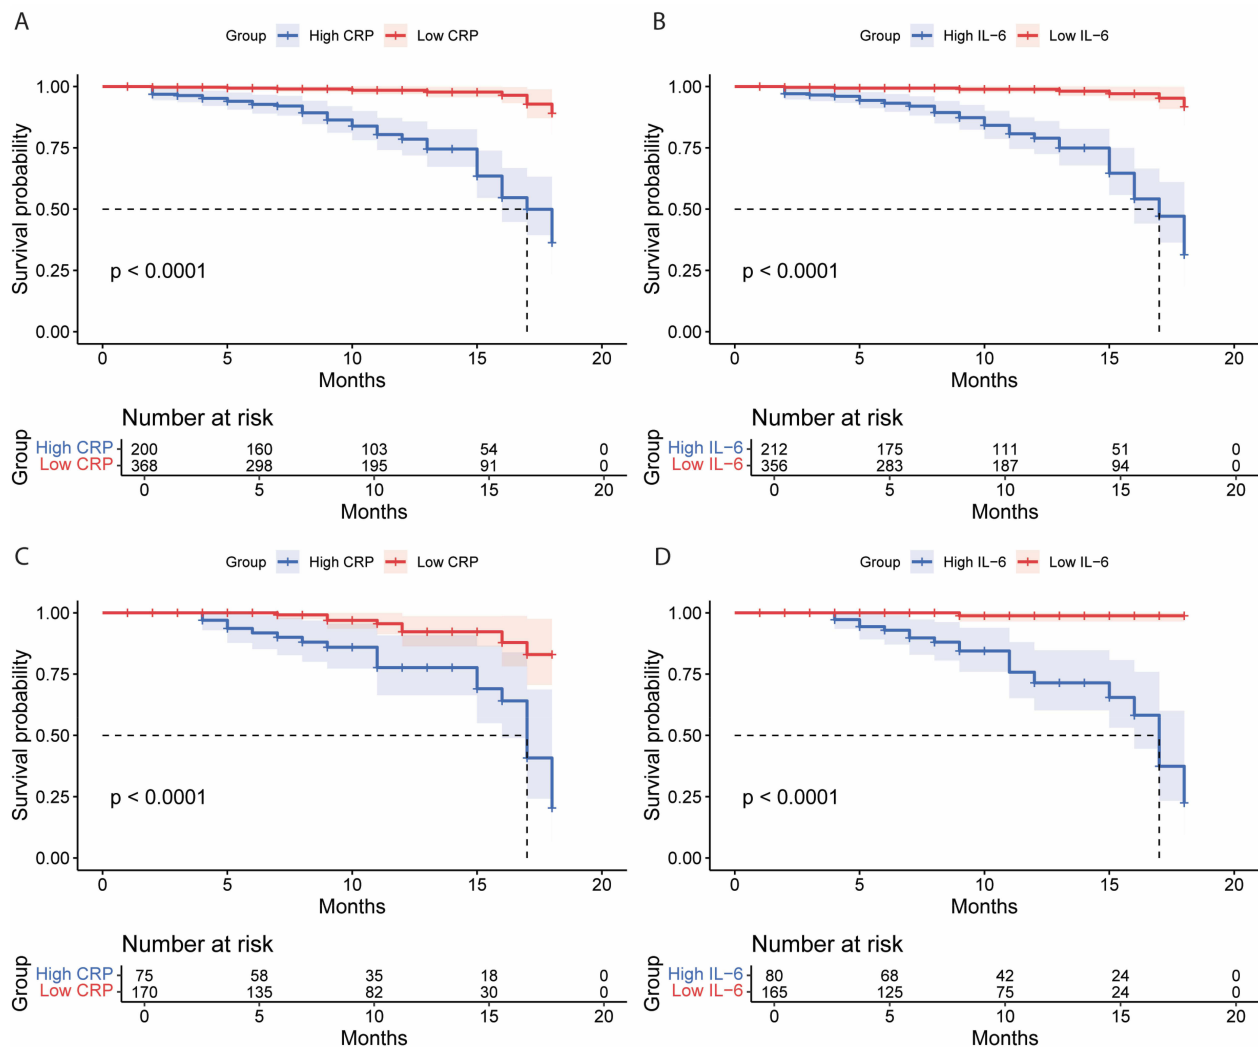 A
Group High CRP Low CRP
Survival probability
1.00
0.75
0.50
0.25
0.00
p < 0.0001
0 5 10 15 20
Months
Number at risk
Group
High CRP 200 160 103 54 0
Low CRP 368 298 195 91 0
0 5 10 15 20
Months
B
Group High IL−6 Low IL−6
Survival probability
1.00
0.75
0.50
0.25
0.00
p < 0.0001
0 5 10 15 20
Months
Number at risk
Group
High IL−6 212 175 111 51 0
Low IL−6 356 283 187 94 0
0 5 10 15 20
Months
C
Group High CRP Low CRP
Survival probability
1.00
0.75
0.50
0.25
0.00
p < 0.0001
0 5 10 15 20
Months
Number at risk
Group
High CRP 75 58 35 18 0
Low CRP 170 135 82 30 0
0 5 10 15 20
Months
D
Group High IL−6 Low IL−6
Survival probability
1.00
0.75
0.50
0.25
0.00
p < 0.0001
0 5 10 15 20
Months
Number at risk
Group
High IL−6 80 68 42 24 0
Low IL−6 165 125 75 24 0
0 5 10 15 20
Months